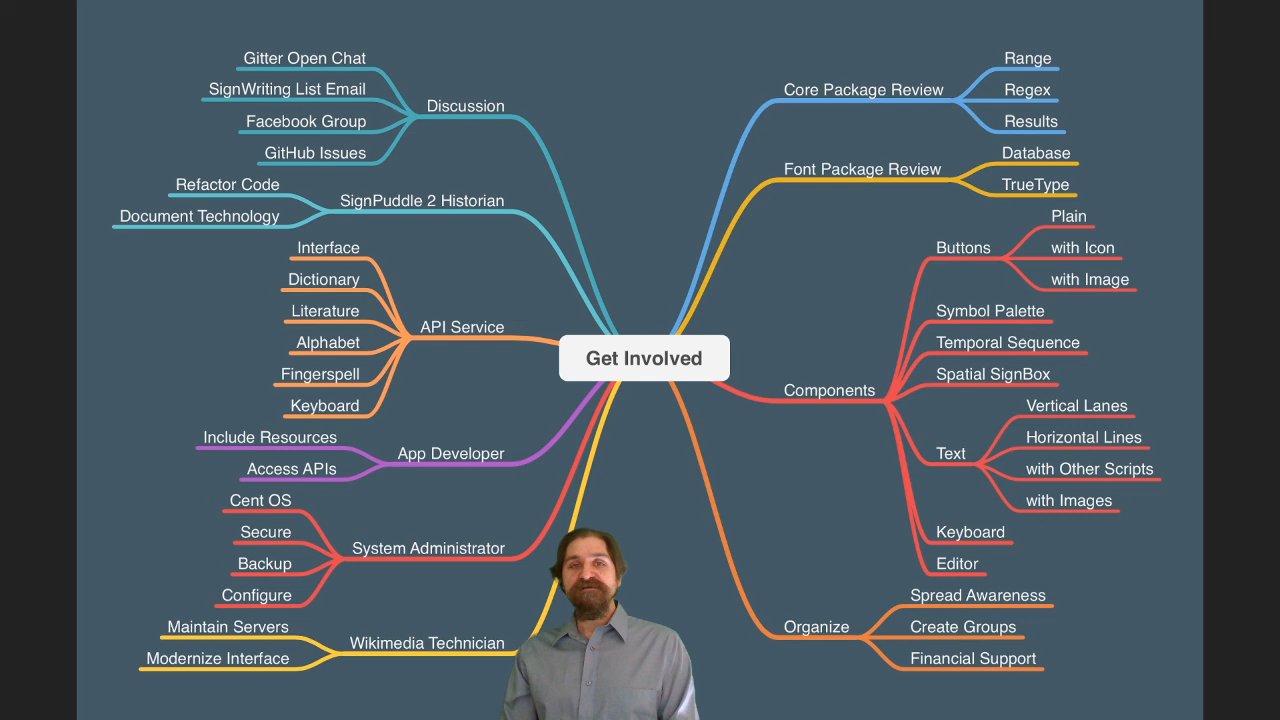 Get Involved
Discussion
Gitter Open Chat
SignWriting List Email
Facebook Group
GitHub Issues
SignPuddle 2 Historian
Refactor Code
Document Technology
API Service
Interface
Dictionary
Literature
Alphabet
Fingerspell
Keyboard
App Developer
Include Resources
Access APIs
System Administrator
Cent OS
Secure
Backup
Configure
Wikimedia Technician
Maintain Servers
Modernize Interface
Core Package Review
Range
Regex
Results
Font Package Review
Database
TrueType
Components
Buttons
Plain
with Icon
with Image
Symbol Palette
Temporal Sequence
Spatial SignBox
Text
Vertical Lanes
Horizontal Lines
with Other Scripts
with Images
Keyboard
Editor
Organize
Spread Awareness
Create Groups
Financial Support